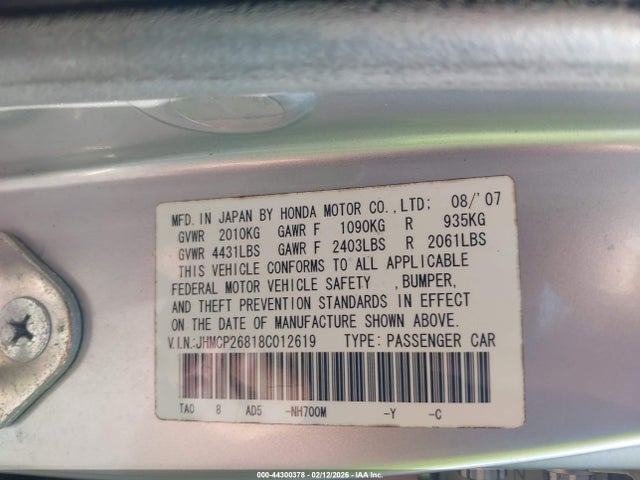 MFD. IN JAPAN BY HONDA MOTOR CO., LTD: 08/'07
GVWR 2010KG GAWR F 1090KG R 935KG
GVWR 4431LBS GAWR F 2403LBS R 2061LBS
THIS VEHICLE CONFORMS TO ALL APPLICABLE
FEDERAL MOTOR VEHICLE SAFETY , BUMPER,
AND THEFT PREVENTION STANDARDS IN EFFECT
ON THE DATE OF MANUFACTURE SHOWN ABOVE.
V.I.N.:JHMCP26818C012619 TYPE: PASSENGER CAR
TA0 8 AD5 -NH700M -Y -C
000-44300378 - 02/12/2026 - IAA Inc.